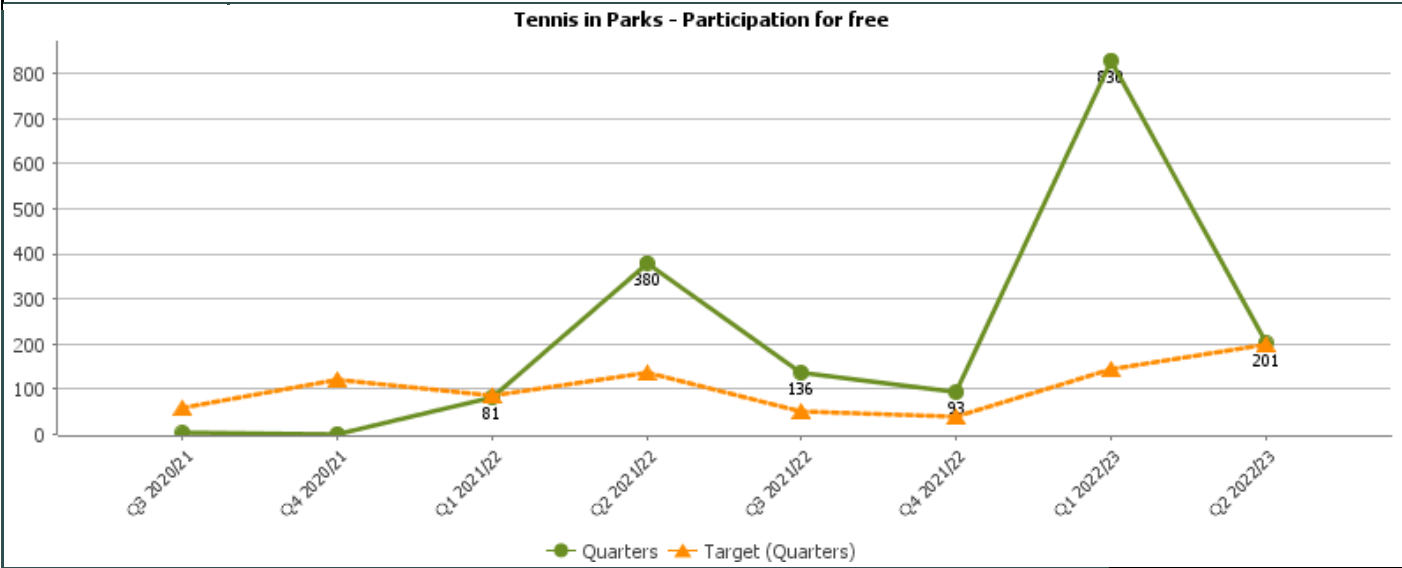 Tennis in Parks - Participation for free
800
700
600
500
400
300
200
100
0
830
380
136
93
81
201
Q3 2020/21
Q4 2020/21
Q1 2021/22
Q2 2021/22
Q3 2021/22
Q4 2021/22
Q1 2022/23
Q2 2022/23
Quarters
Target (Quarters)